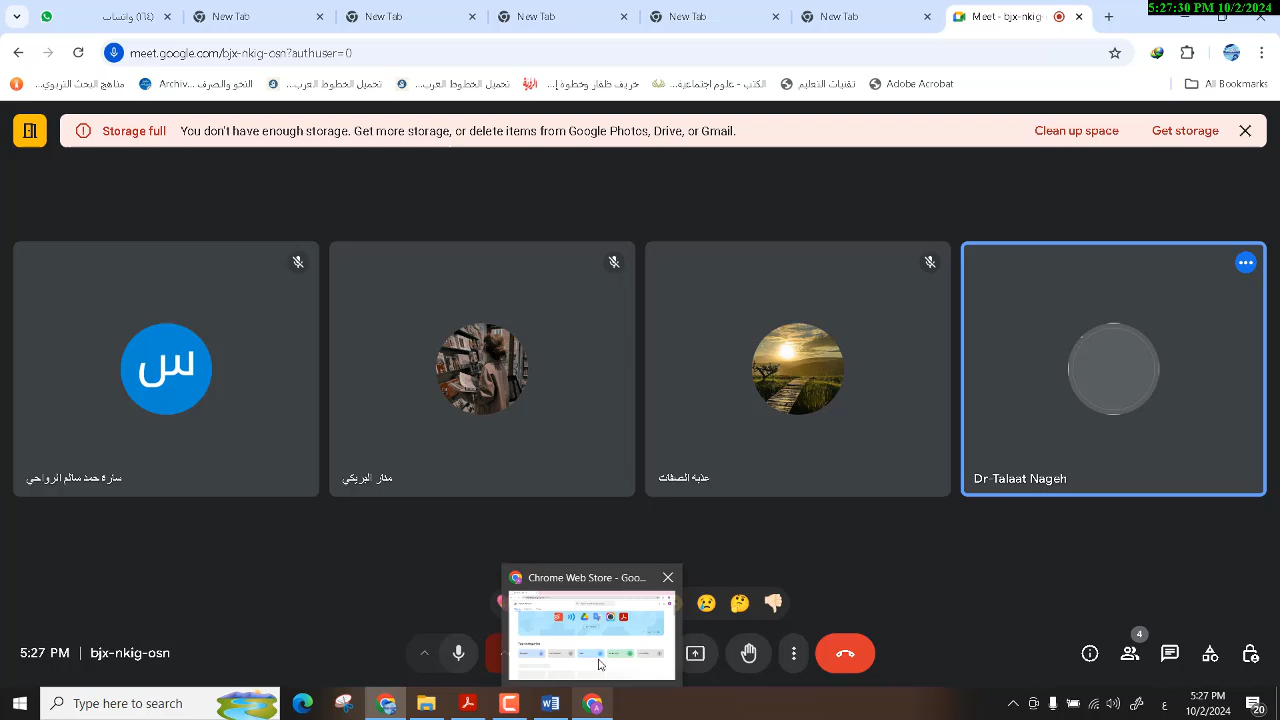 (11) واتساب
New Tab
New Tab
New Tab
New Tab
New Tab
Meet - bjx-nkig-osn
5:27:30 PM 10/2/2024
meet.google.com/bjx-nkig-osn?authuser=0
مناهج البحث التربوي...
Archiv... النحو والصرف
تحميل الخطوط العرب...
تحميل الخطوط العرب...
الكتب - علوم اجتماعية...
تقنيات التعليم
Adobe Acrobat
All Bookmarks
Storage full You don't have enough storage. Get more storage, or delete items from Google Photos, Drive, or Gmail.
Clean up space
Get storage
س
سارة حمد سالم الرواحي
منار البريكي
عذبه الصفات
Dr-Talaat Nageh
Chrome Web Store - Goo...
5:27 PM | bjx-nkig-osn
4
Type here to search
ع
5:27 PM
10/2/2024
20